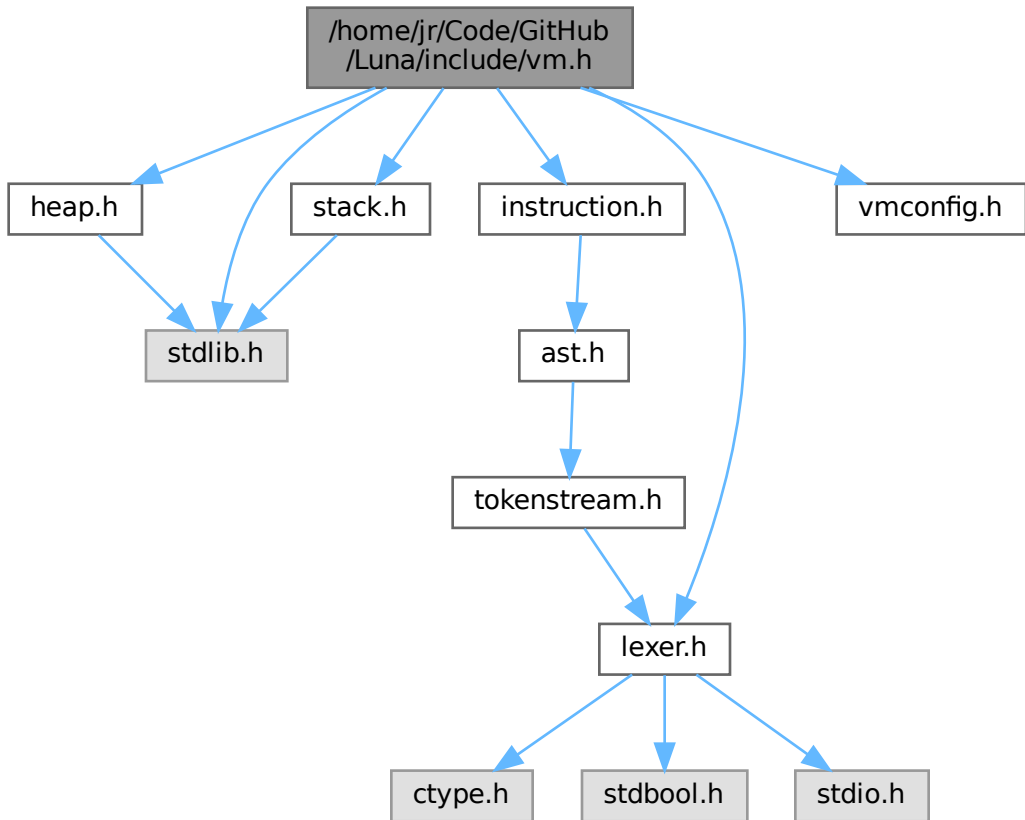 /home/jr/Code/GitHub
/Luna/include/vm.h
heap.h
stack.h
instruction.h
vmconfig.h
stdlib.h
ast.h
tokenstream.h
lexer.h
ctype.h
stdbool.h
stdio.h